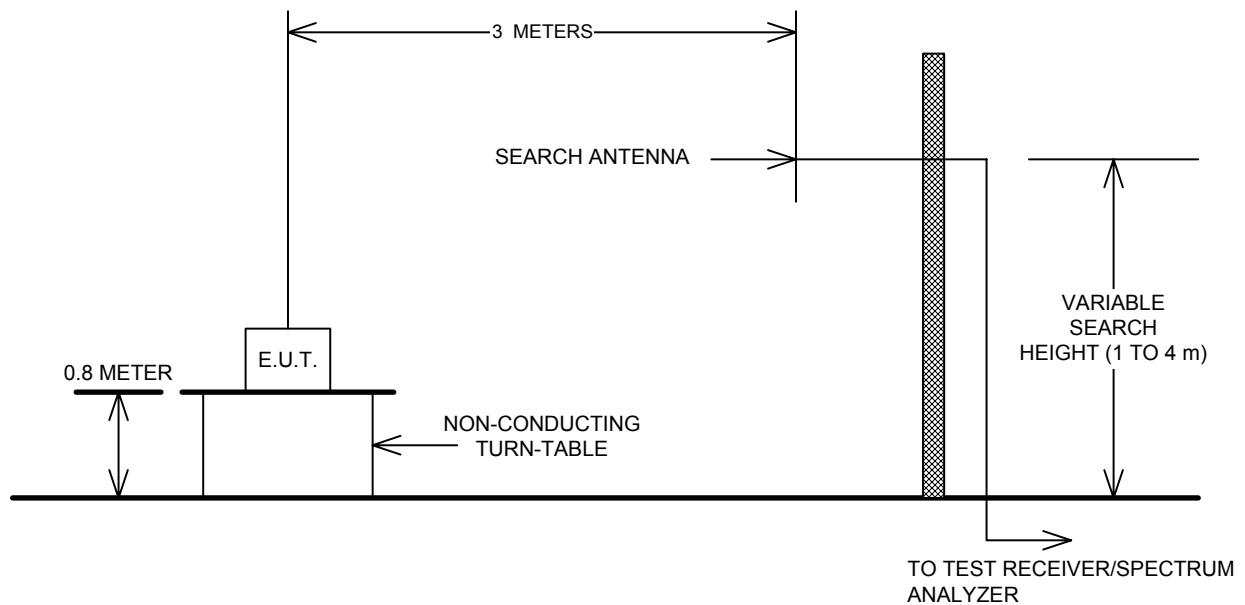 3 METERS
SEARCH ANTENNA
VARIABLE
SEARCH
HEIGHT (1 TO 4 m)
E.U.T.
0.8 METER
NON-CONDUCTING
TURN-TABLE
TO TEST RECEIVER/SPECTRUM
ANALYZER